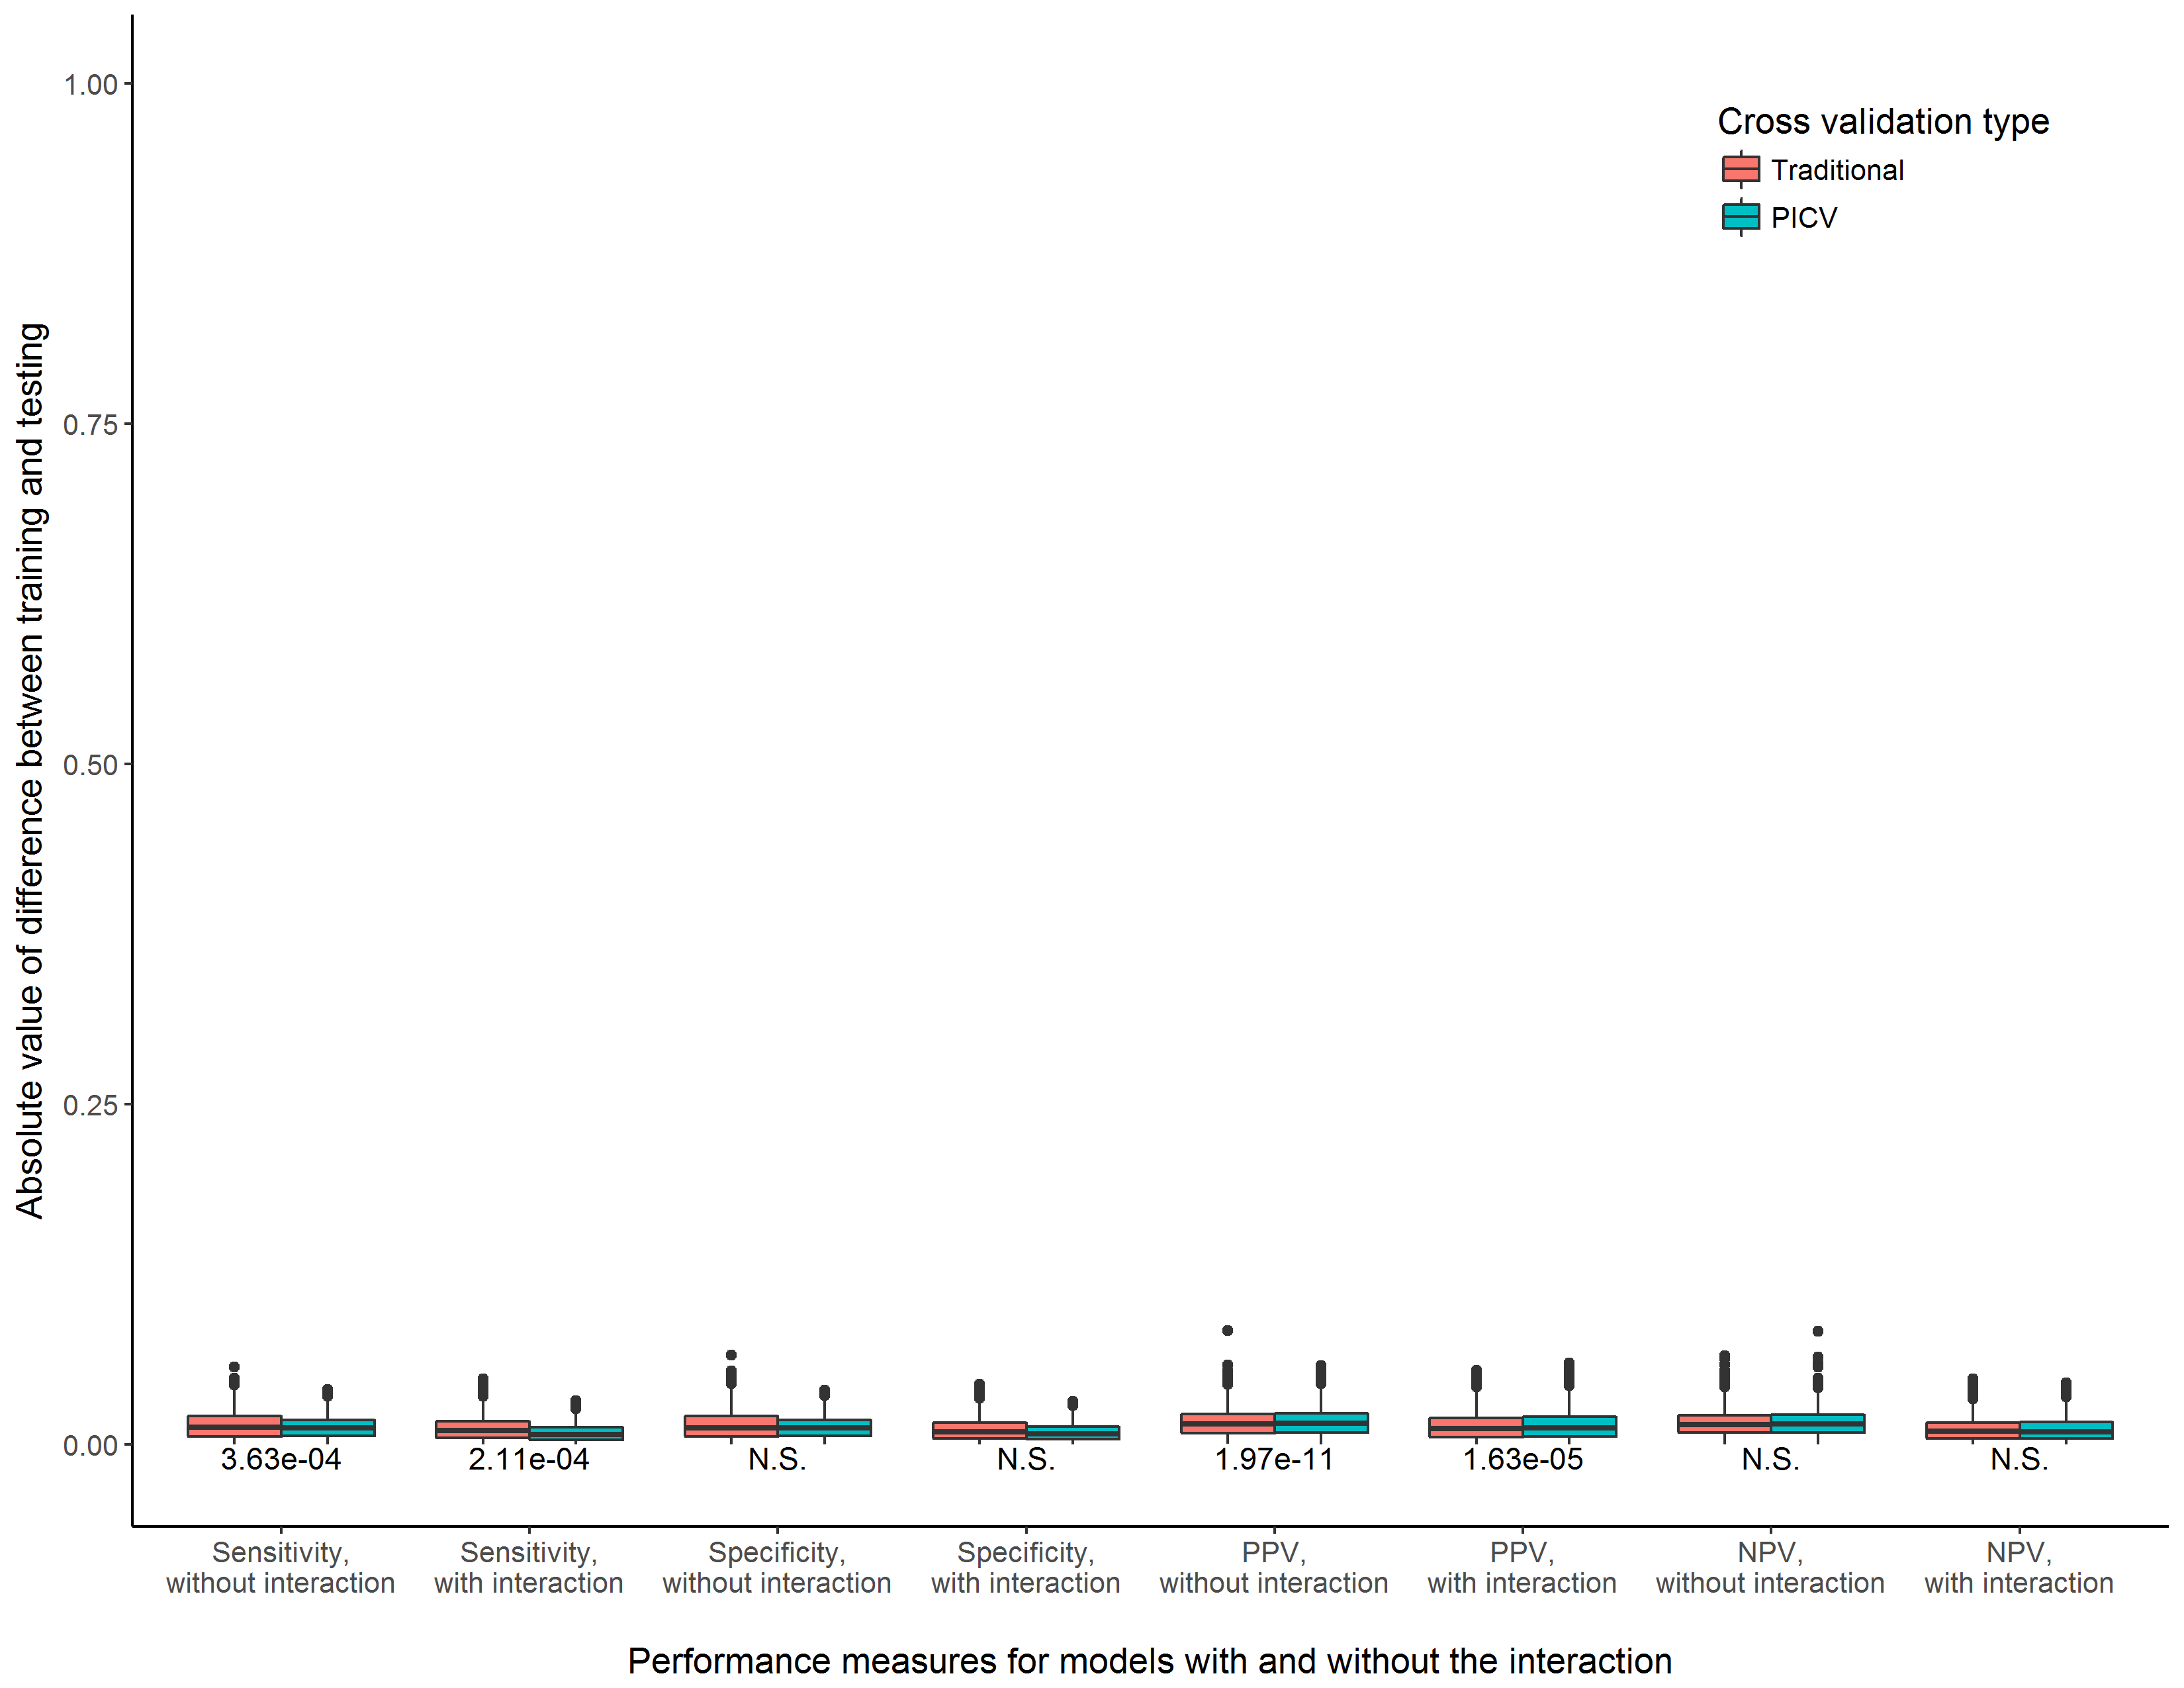 Absolute value of difference between training and testing
1.00
0.75
0.50
0.25
0.00
Cross validation type
Traditional
PICV
3.63e-04
2.11e-04
N.S.
N.S.
1.97e-11
1.63e-05
N.S.
N.S.
Sensitivity,
without interaction
Sensitivity,
with interaction
Specificity,
without interaction
Specificity,
with interaction
PPV,
without interaction
PPV,
with interaction
NPV,
without interaction
NPV,
with interaction
Performance measures for models with and without the interaction